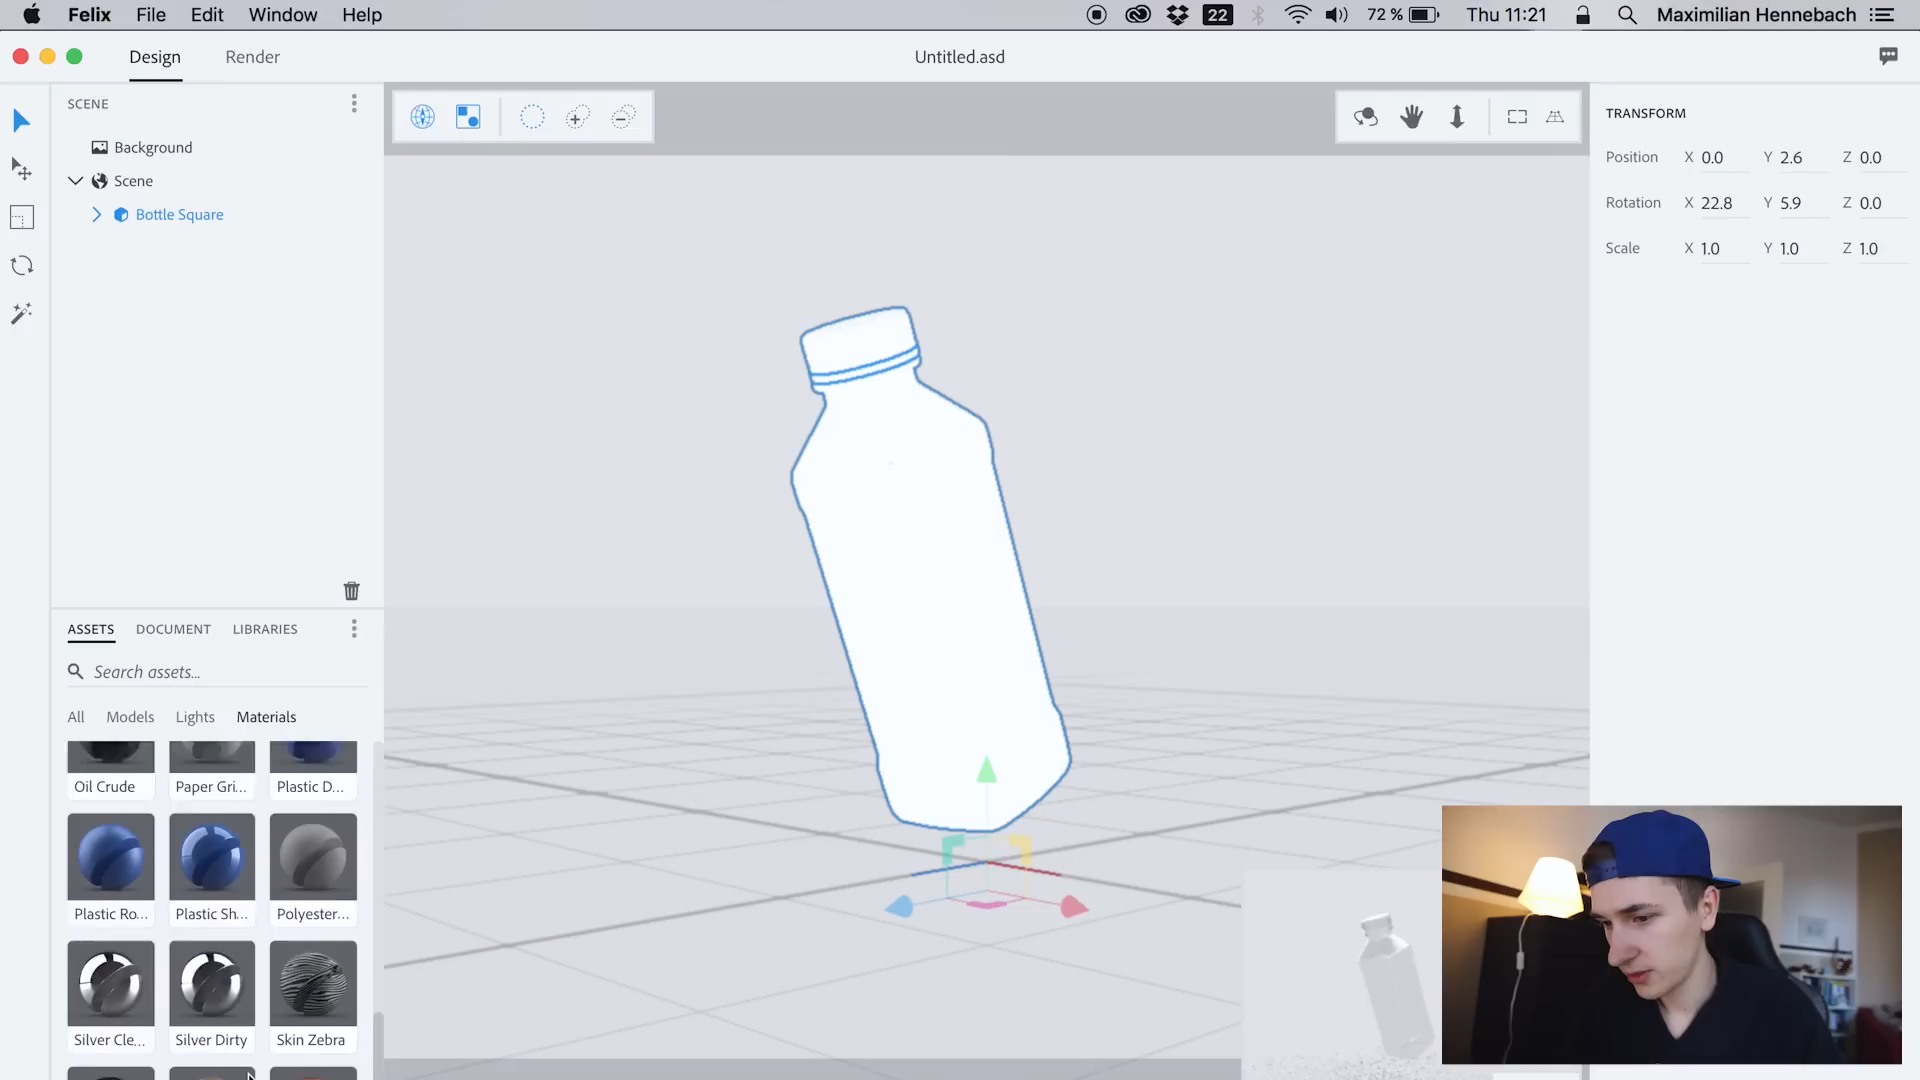 Felix File Edit Window Help 22 72 % Thu 11:21 Maximilian Hennebach
Design Render Untitled.asd
SCENE
Background
Scene
Bottle Square
TRANSFORM
Position X 0.0 Y 2.6 Z 0.0
Rotation X 22.8 Y 5.9 Z 0.0
Scale X 1.0 Y 1.0 Z 1.0
ASSETS DOCUMENT LIBRARIES
Search assets...
All Models Lights Materials
Oil Crude Paper Gri... Plastic D...
Plastic Ro... Plastic Sh... Polyester...
Silver Cle... Silver Dirty Skin Zebra